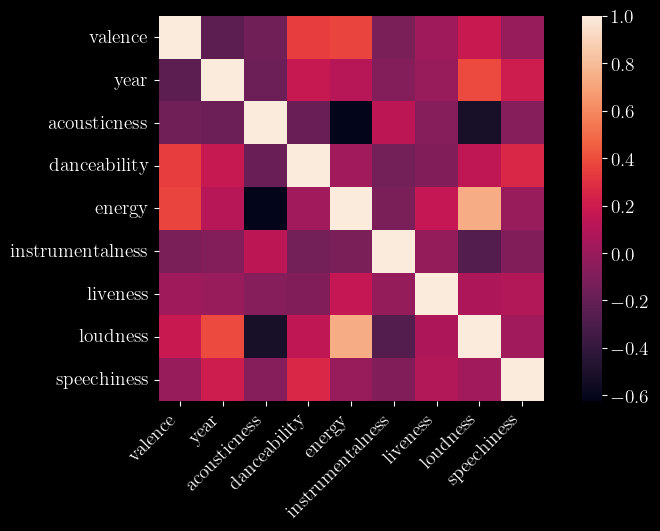 valence
year
acousticness
danceability
energy
instrumentalness
liveness
loudness
speechiness
valence
year
acousticness
danceability
energy
instrumentalness
liveness
loudness
speechiness
1.0
0.8
0.6
0.4
0.2
0.0
−0.2
−0.4
−0.6